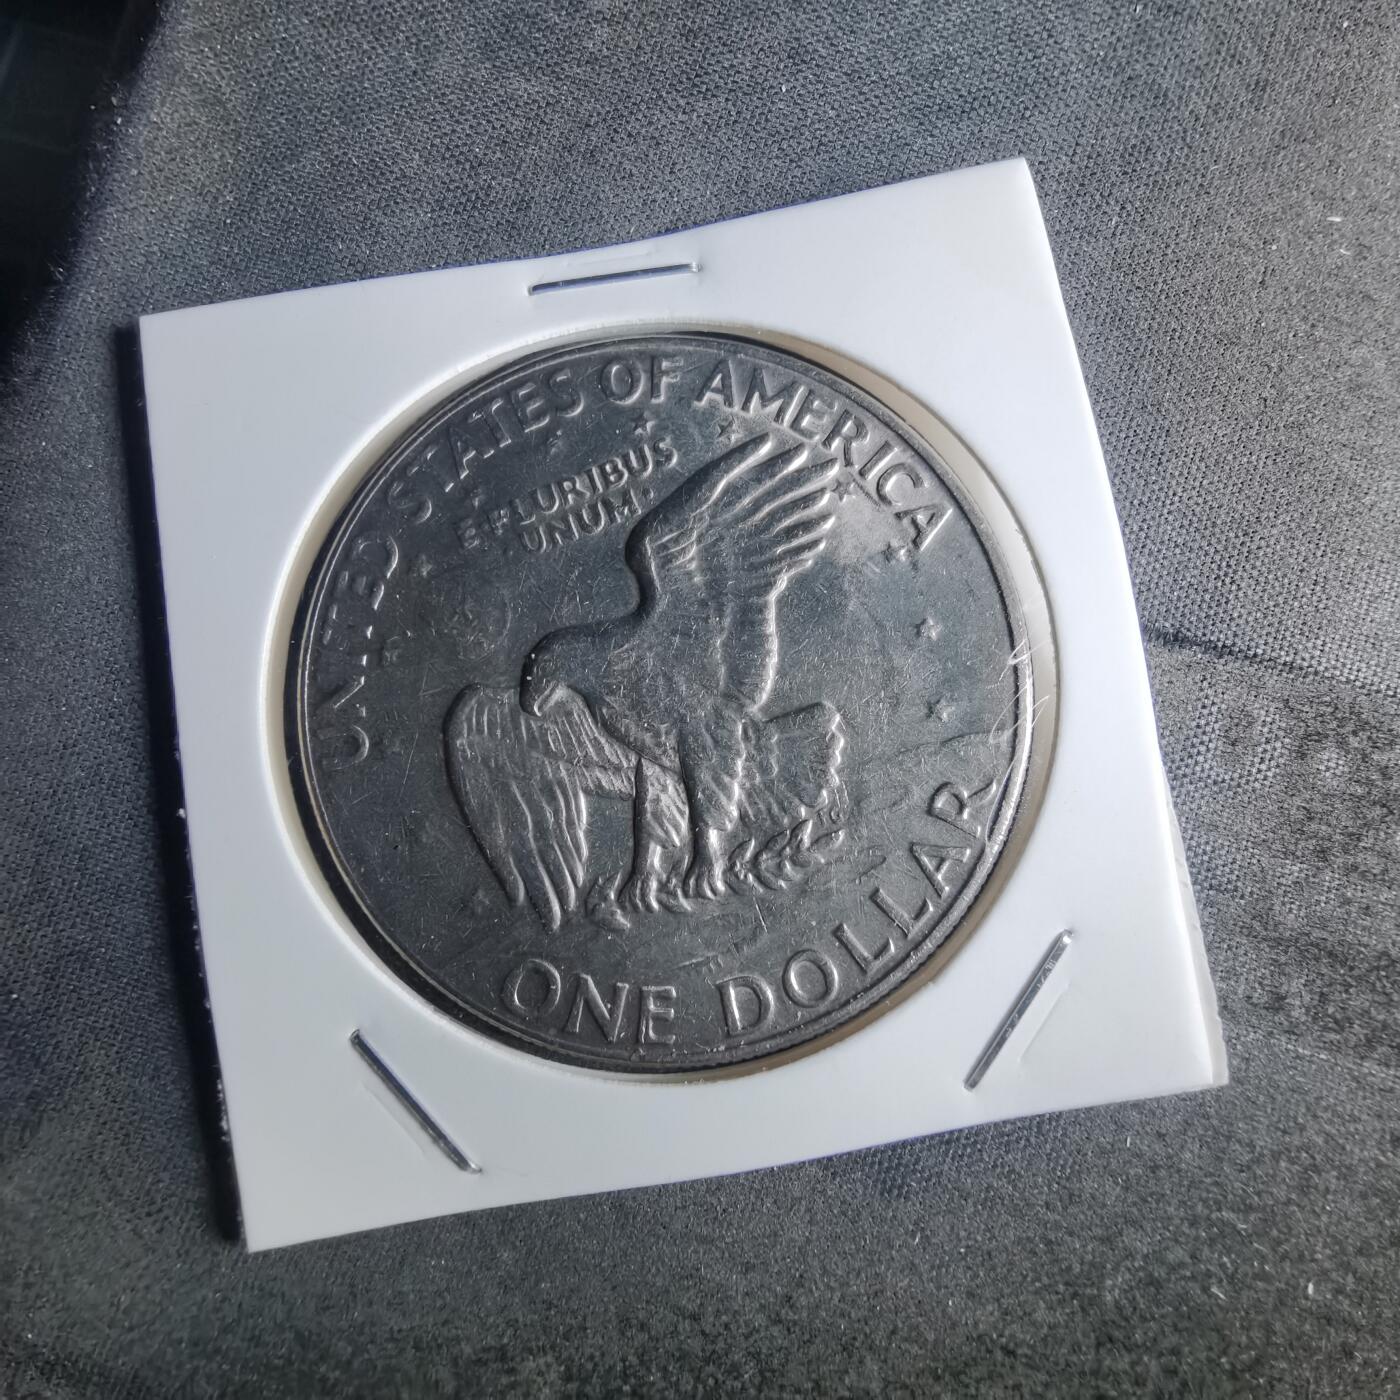 UNITED STATES OF AMERICA
E PLURIBUS
UNUM
ONE DOLLAR